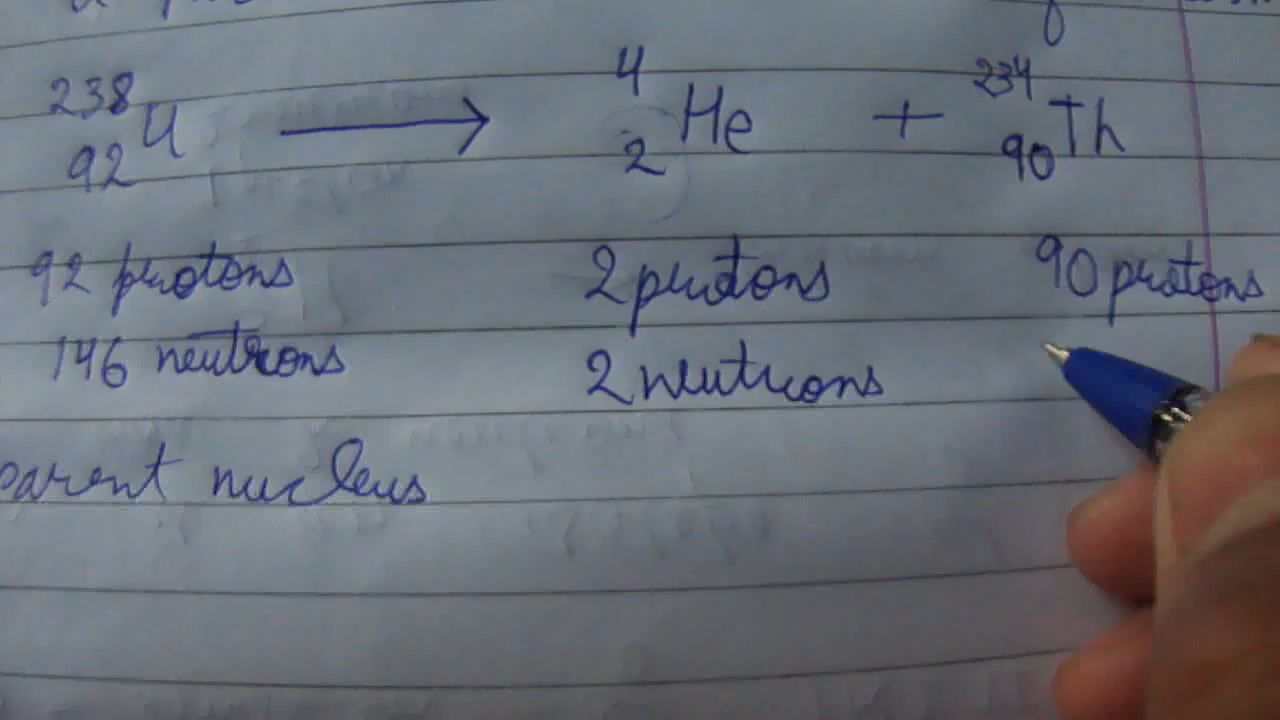 238 92 U → 4 2 He + 234 90 Th
92 protons 2 protons 90 protons
146 neutrons 2 neutrons
parent nucleus